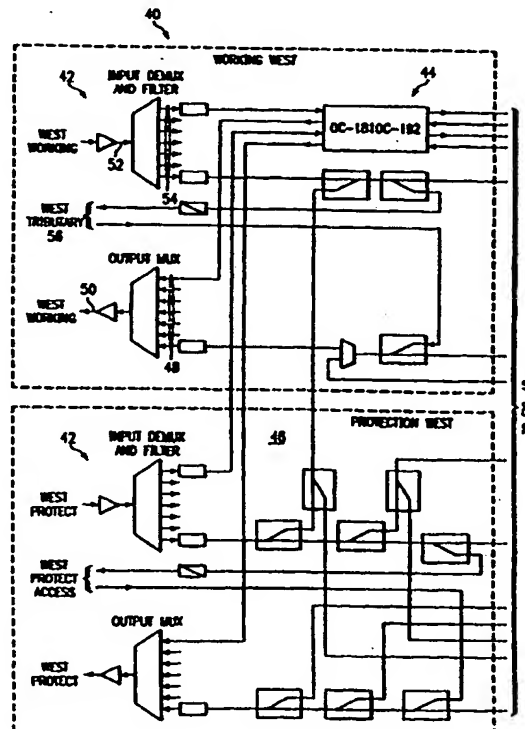 40
WORKING WEST
42
INPUT DEMUX
AND FILTER
44
WEST
WORKING
52
OC-1810C-192
54
WEST
TRIBUTARY
56
OUTPUT MUX
50
WEST
WORKING
48
46
PROTECTION WEST
42
INPUT DEMUX
AND FILTER
WEST
PROTECT
WEST
PROTECT
ACCESS
OUTPUT MUX
WEST
PROTECT